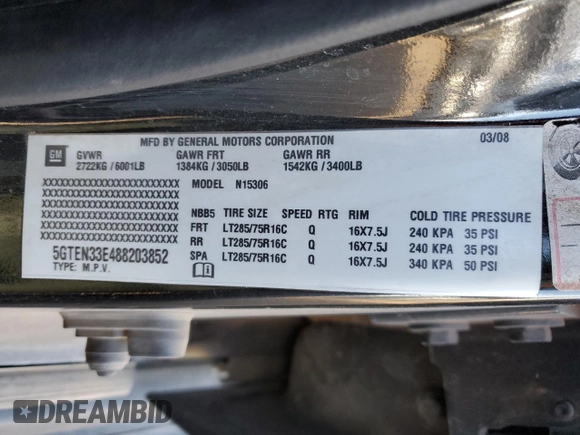 MFD BY GENERAL MOTORS CORPORATION 03/08
GM GVWR GAWR FRT GAWR RR
2722KG / 6001LB 1384KG / 3050LB 1542KG / 3400LB
XXXXXXXXXXXXXXXXXXXXXXX MODEL N15306
XXXXXXXXXXXXXXXXXXXXXXX
XXXXXXXXXXXXXXXXXXXXXXX NBB5 TIRE SIZE SPEED RTG RIM COLD TIRE PRESSURE
XXXXXXXXXXXXXXXXXXXXXXX FRT LT285/75R16C Q 16X7.5J 240 KPA 35 PSI
XXXXXXXXXXXXXXXXXXXXXXX RR LT285/75R16C Q 16X7.5J 240 KPA 35 PSI
5GTEN33E488203852 SPA LT285/75R16C Q 16X7.5J 340 KPA 50 PSI
TYPE: M.P.V.
DREAMBID